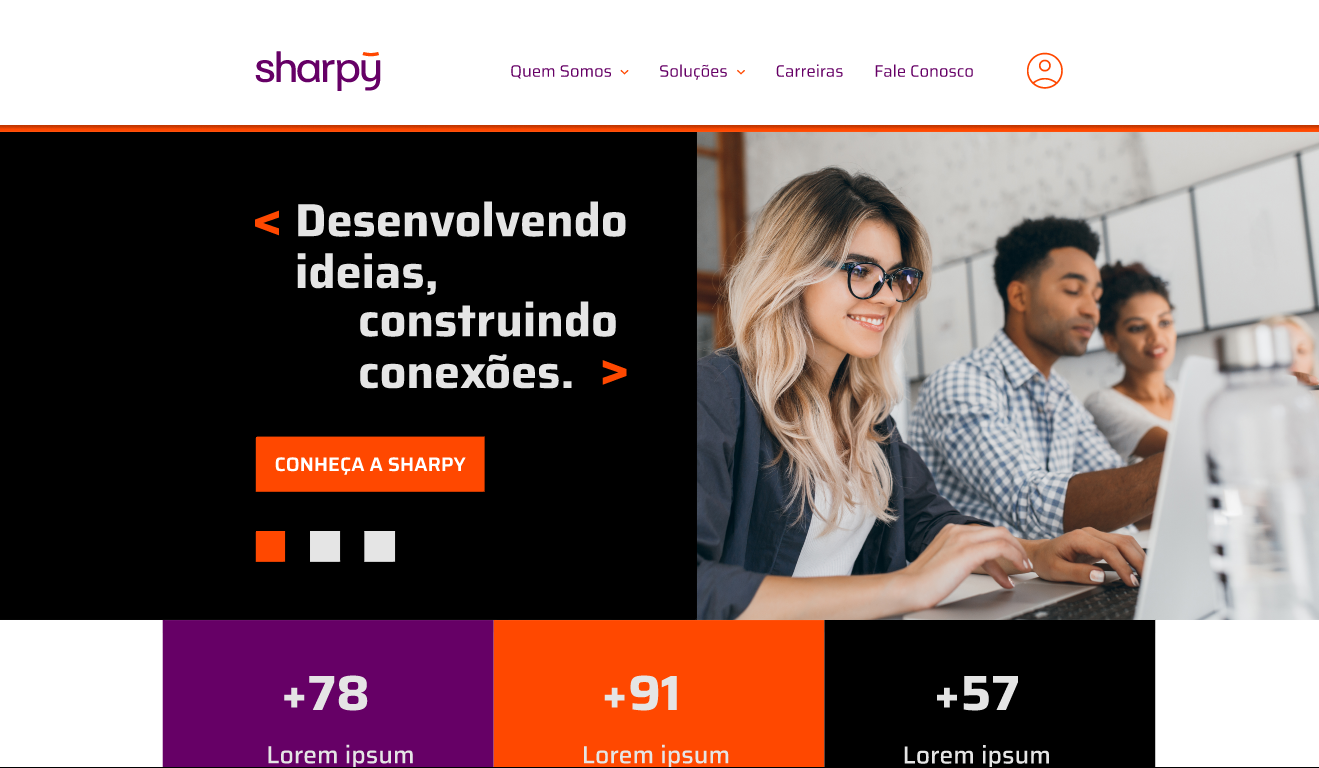 sharpy
Quem Somos
Soluções
Carreiras
Fale Conosco
< Desenvolvendo
ideias,
construindo
conexões. >
CONHEÇA A SHARPY
+78
+91
+57
Lorem ipsum
Lorem ipsum
Lorem ipsum